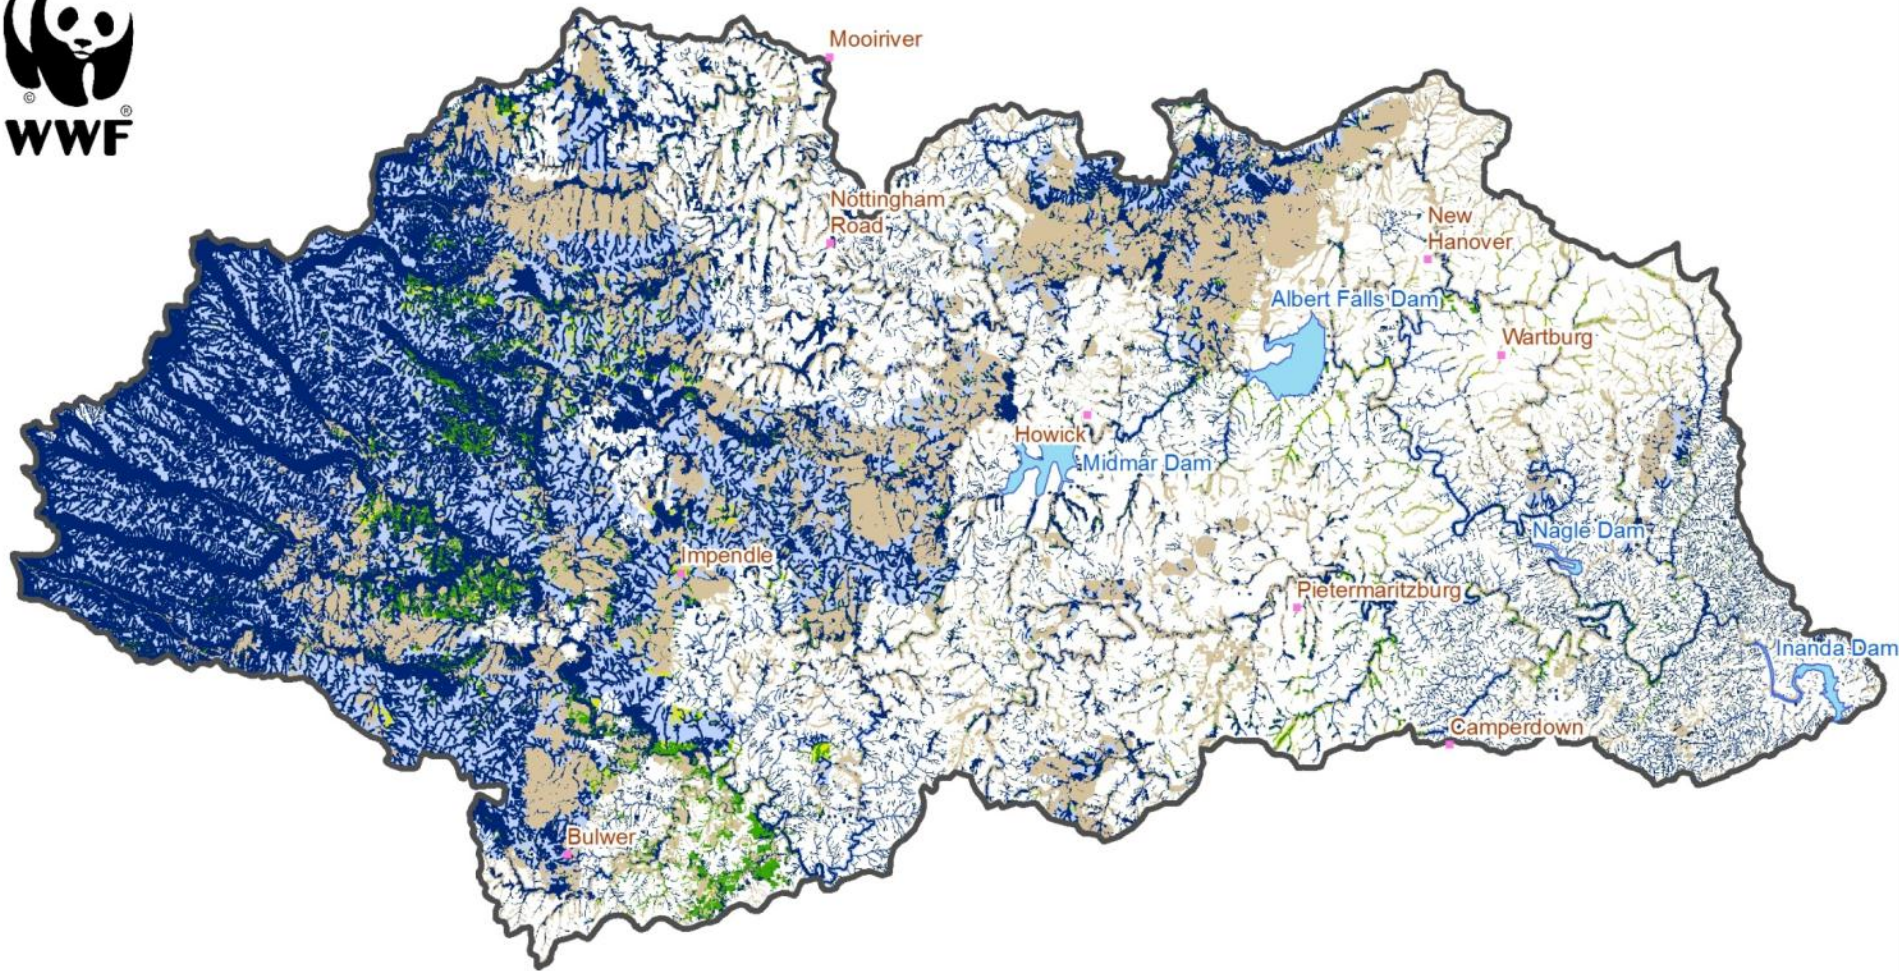 ©
®
WWF
Mooiriver
Nottingham
Road
New
Hanover
Albert Falls Dam
Wartburg
Howick
Midmar Dam
Nagle Dam
Impendle
Pietermaritzburg
Inanda Dam
Camperdown
Bulwer